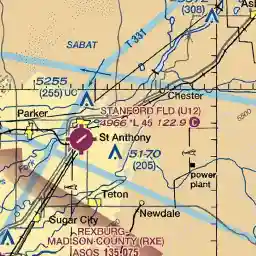 (308)
T 331
SABAT
5255
(255) UC
Chester
STANFORD FLD (U12)
4966 *L 45 122.9 C
Parker
St Anthony
5170
(205)
power
plant
Teton
Newdale
Sugar City
REXBURG-
MADISON COUNTY (RXE)
ASOS 135.075